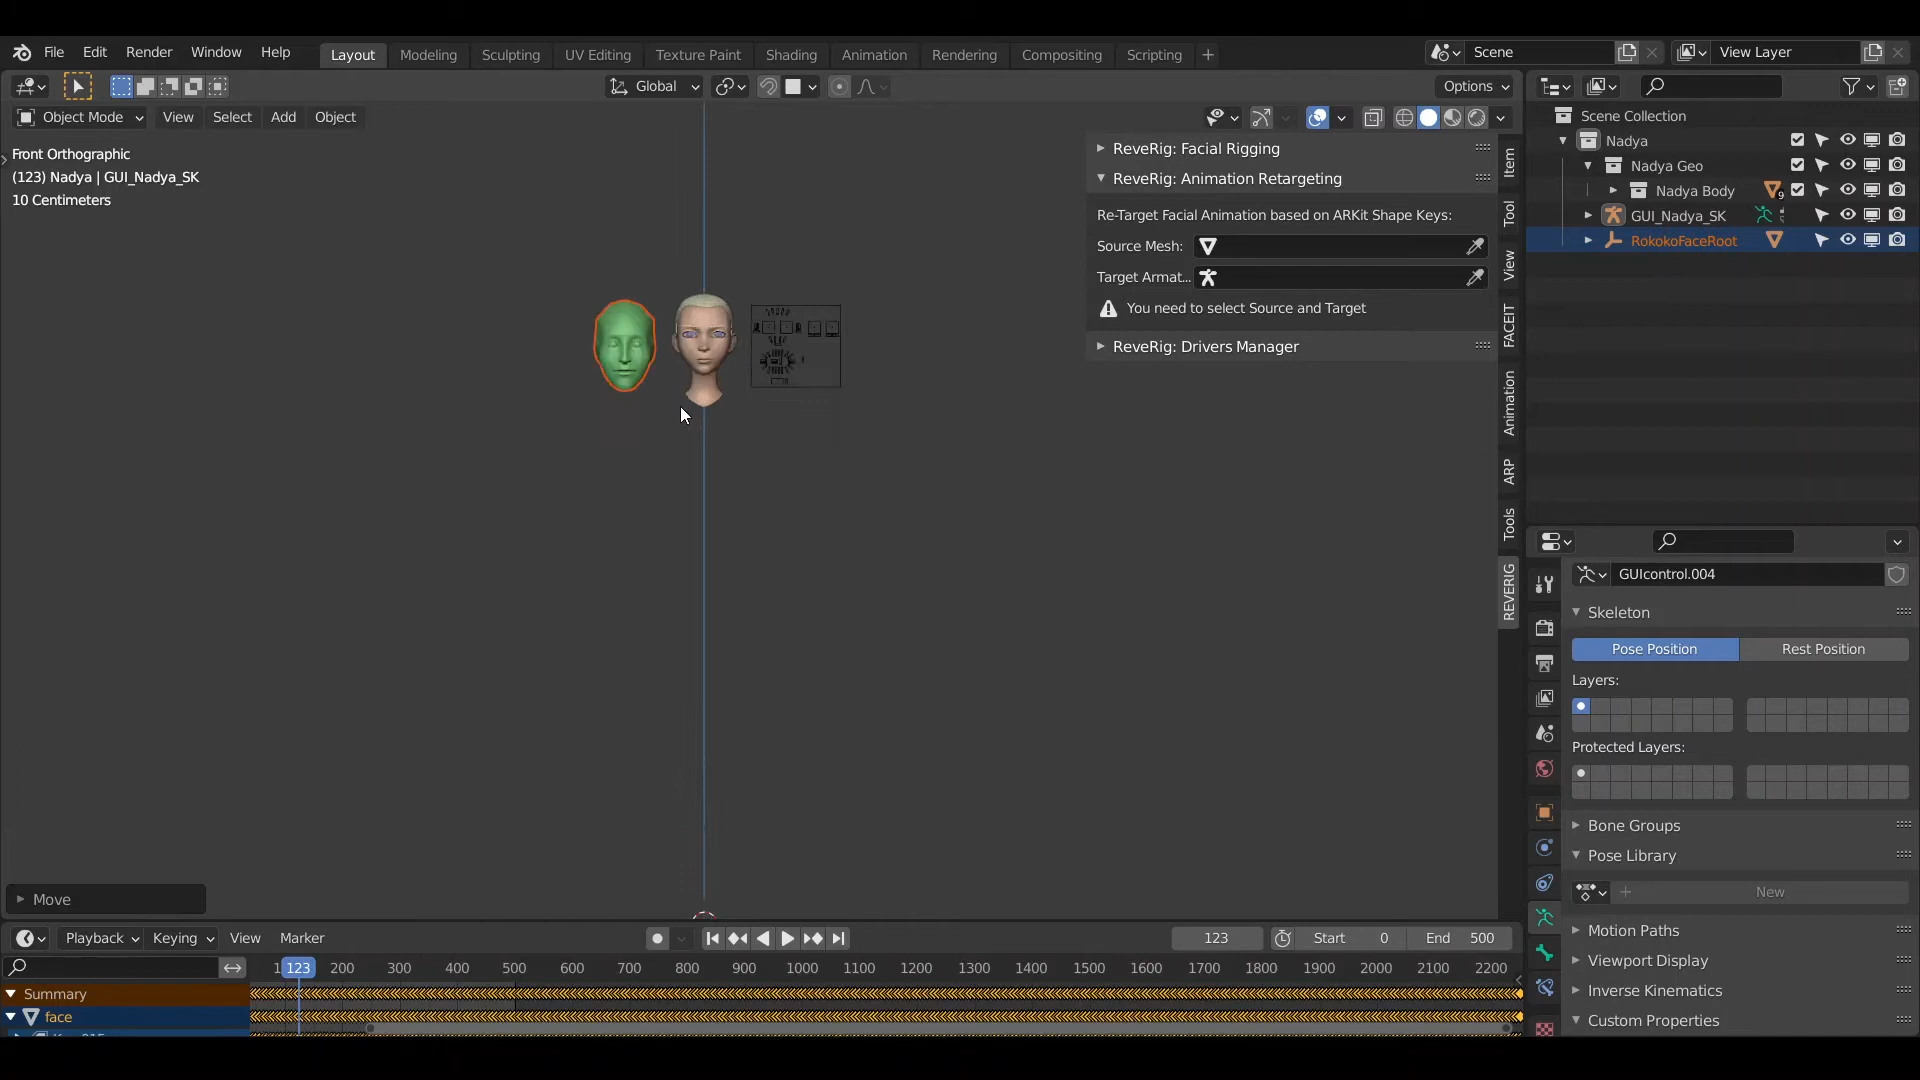 File Edit Render Window Help Layout Modeling Sculpting UV Editing Texture Paint Shading Animation Rendering Compositing Scripting + Scene View Layer
Global Options
Object Mode View Select Add Object
Front Orthographic
(123) Nadya | GUI_Nadya_SK
10 Centimeters
ReveRig: Facial Rigging
ReveRig: Animation Retargeting
Re-Target Facial Animation based on ARKit Shape Keys:
Source Mesh:
Target Armat...
You need to select Source and Target
ReveRig: Drivers Manager
Item
Tool
View
FACEIT
Animation
ARP
Tools
REVERIG
Scene Collection
Nadya
Nadya Geo
Nadya Body 9
GUI_Nadya_SK
RokokoFaceRoot
GUIcontrol.004
Skeleton
Pose Position Rest Position
Layers:
Protected Layers:
Bone Groups
Pose Library
+ New
Motion Paths
Viewport Display
Inverse Kinematics
Custom Properties
Move
Playback Keying View Marker 123 Start 0 End 500
123 200 300 400 500 600 700 800 900 1000 1100 1200 1300 1400 1500 1600 1700 1800 1900 2000 2100 2200
Summary
face